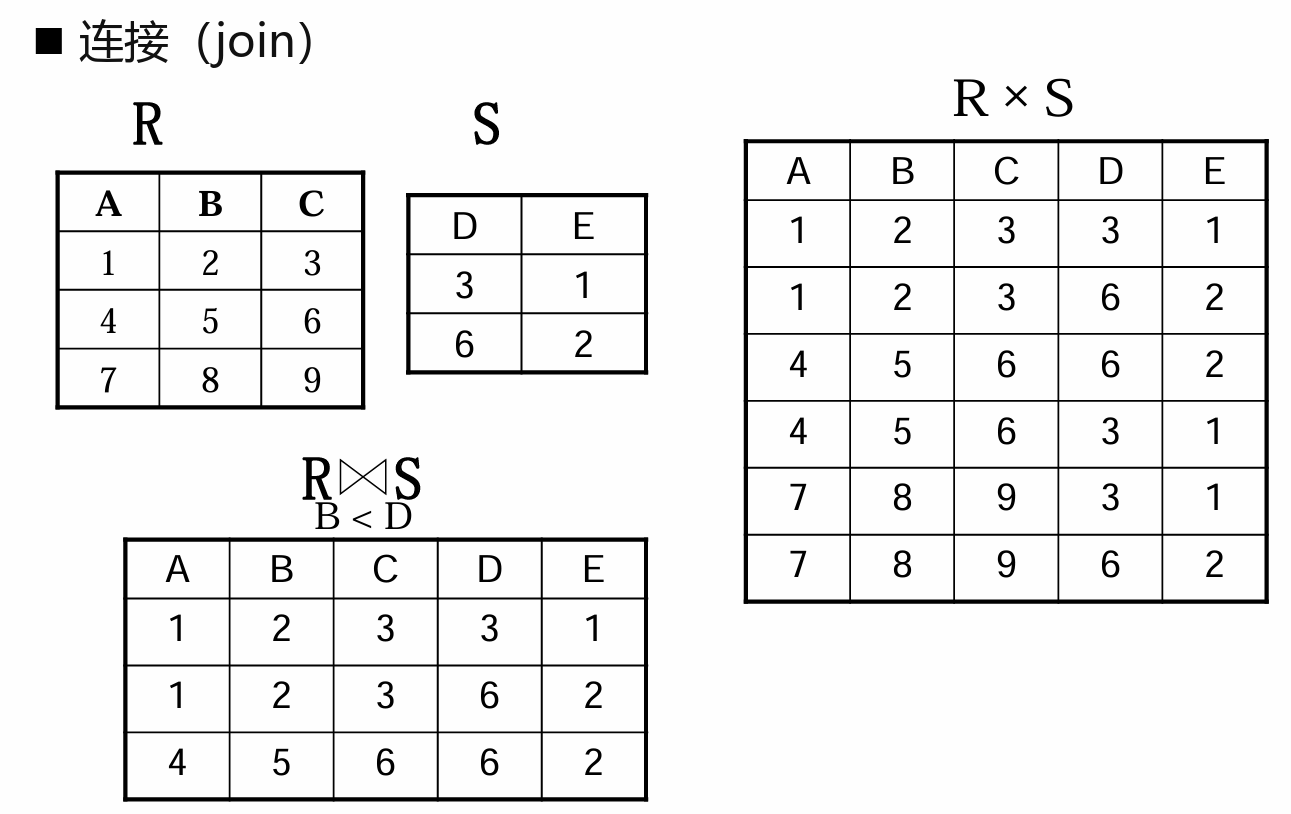 ■ 连接（join）
R
A B C
1 2 3
4 5 6
7 8 9
S
D E
3 1
6 2
R⋈S
B < D
A B C D E
1 2 3 3 1
1 2 3 6 2
4 5 6 6 2
R × S
A B C D E
1 2 3 3 1
1 2 3 6 2
4 5 6 6 2
4 5 6 3 1
7 8 9 3 1
7 8 9 6 2